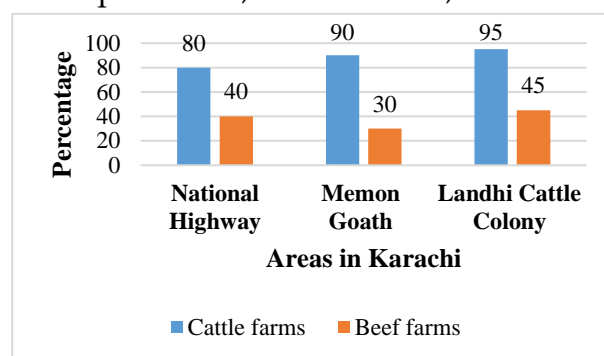 Percentage
100
80
60
40
20
0
80
40
90
30
95
45
National Highway
Memon Goath
Landhi Cattle Colony
Areas in Karachi
Cattle farms
Beef farms